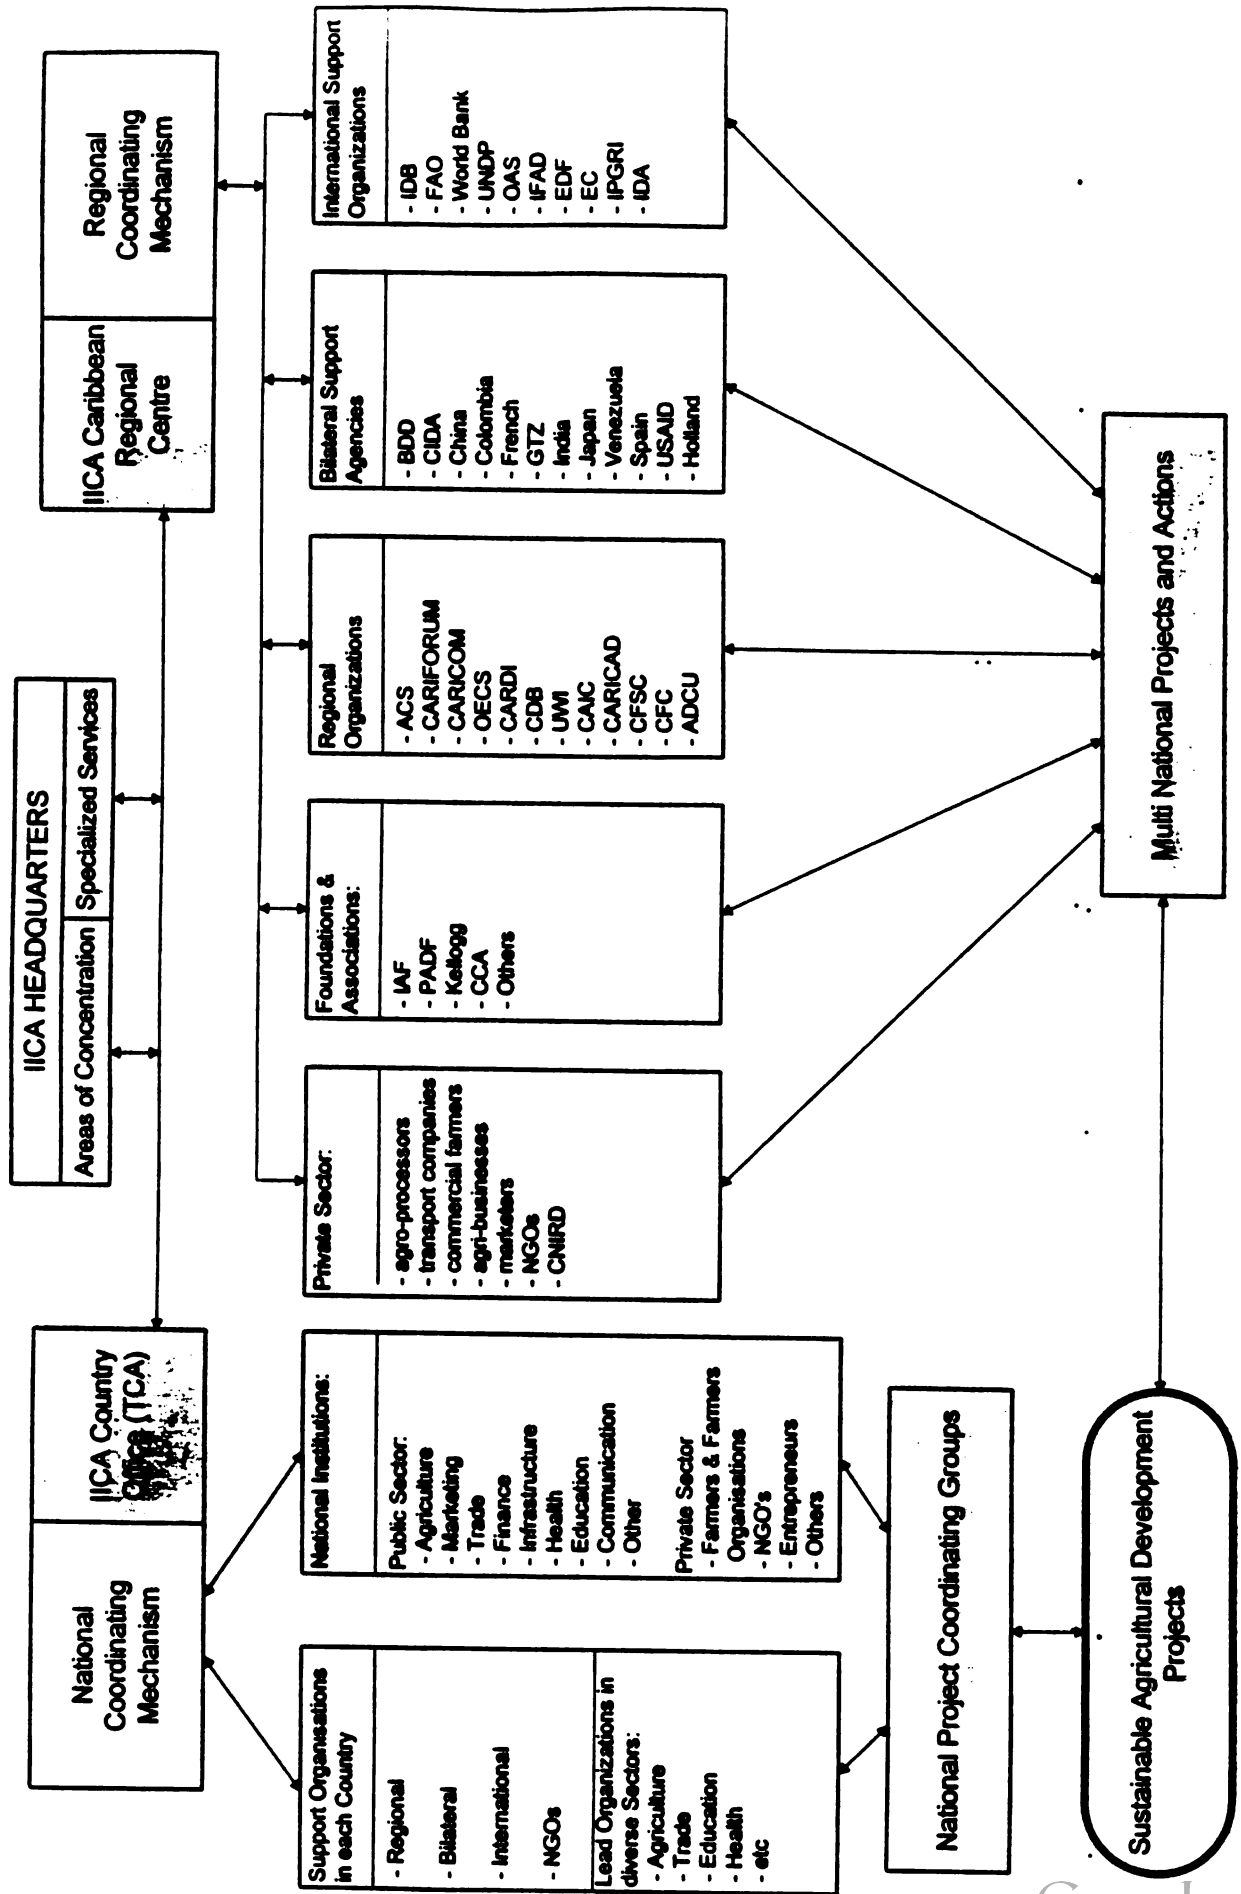 IICA HEADQUARTERS
Areas of Concentration
Specialized Services
National
Coordinating
Mechanism
IICA Country
Office (TCA)
IICA Caribbean
Regional
Centre
Regional
Coordinating
Mechanism
Support Organisations
in each Country
- Regional
- Bilateral
- International
- NGOs
Lead Organizations in
diverse Sectors:
- Agriculture
- Trade
- Education
- Health
- etc
National Institutions:
Public Sector:
- Agriculture
- Marketing
- Trade
- Finance
- Infrastructure
- Health
- Education
- Communication
- Other
Private Sector
- Farmers & Farmers
Organisations
- NGO's
- Entrepreneurs
- Others
Private Sector:
- agro-processors
- transport companies
- commercial farmers
- agri-businesses
- marketers
- NGOs
- CNIRD
Foundations &
Associations:
- IAF
- PADF
- Kellogg
- CCA
- Others
Regional
Organizations
- ACS
- CARIFORUM
- CARICOM
- OECS
- CARDI
- CDB
- UWI
- CAIC
- CARICAD
- CFSC
- CFC
- ADCU
Bilateral Support
Agencies
- BDD
- CIDA
- China
- Colombia
- French
- GTZ
- India
- Japan
- Venezuela
- Spain
- USAID
- Holland
International Support
Organizations
- IDB
- FAO
- World Bank
- UNDP
- OAS
- IFAD
- EDF
- EC
- IPGRI
- IDA
National Project Coordinating Groups
Multi National Projects and Actions
Sustainable Agricultural Development
Projects